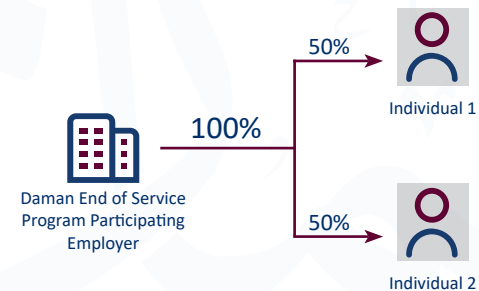 50%
Individual 1
100%
Daman End of Service
Program Participating
Employer
50%
Individual 2